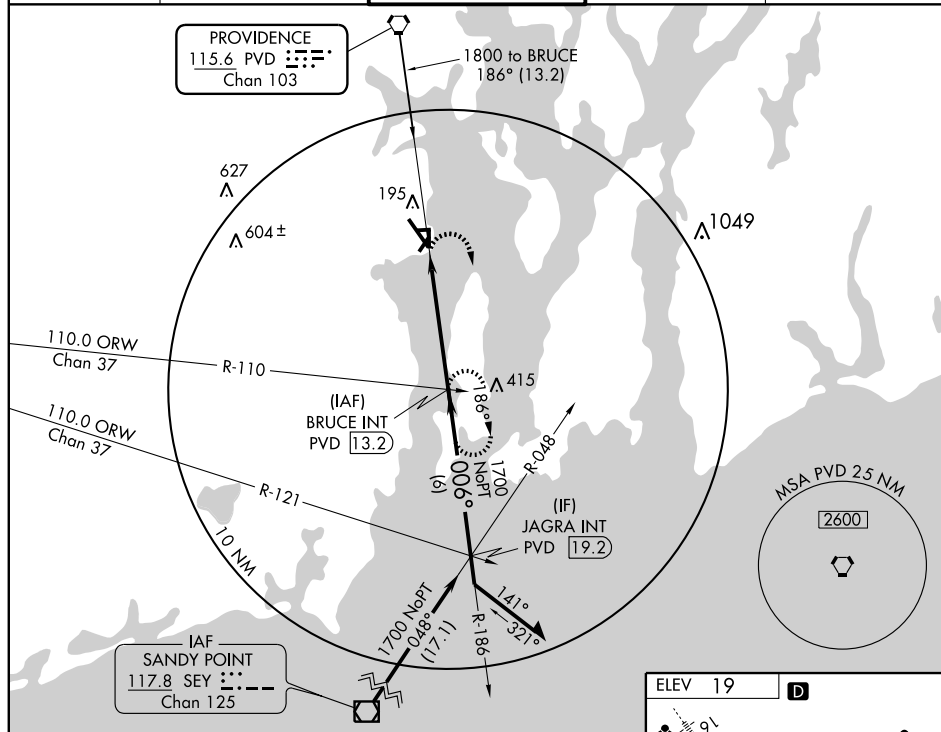 PROVIDENCE
115.6 PVD
Chan 103
1800 to BRUCE
186° (13.2)
627
195
604±
1049
110.0 ORW
Chan 37
R-110
(IAF)
BRUCE INT
PVD 13.2
415
186°
110.0 ORW
Chan 37
R-121
R-048
1700
NoPT
006°
(6)
(IF)
JAGRA INT
PVD 19.2
MSA PVD 25 NM
2600
10 NM
1700 NoPT
048°
(17.1)
141°
321°
R-186
IAF
SANDY POINT
117.8 SEY
Chan 125
ELEV 19
D
16